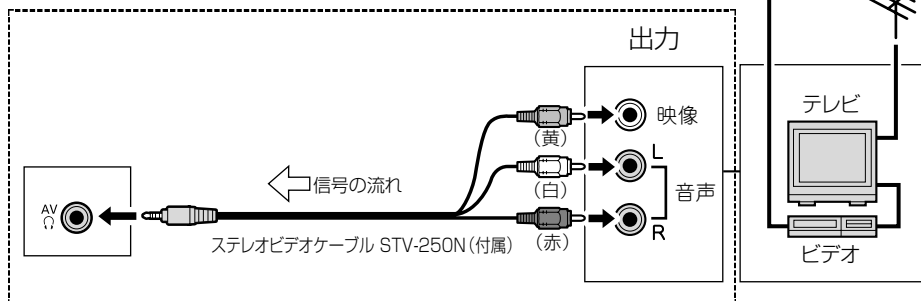 出力
テレビ
映像
(黄)
L
信号の流れ
(白)
音声
AV
R
ステレオビデオケーブル STV-250N(付属)
(赤)
ビデオ